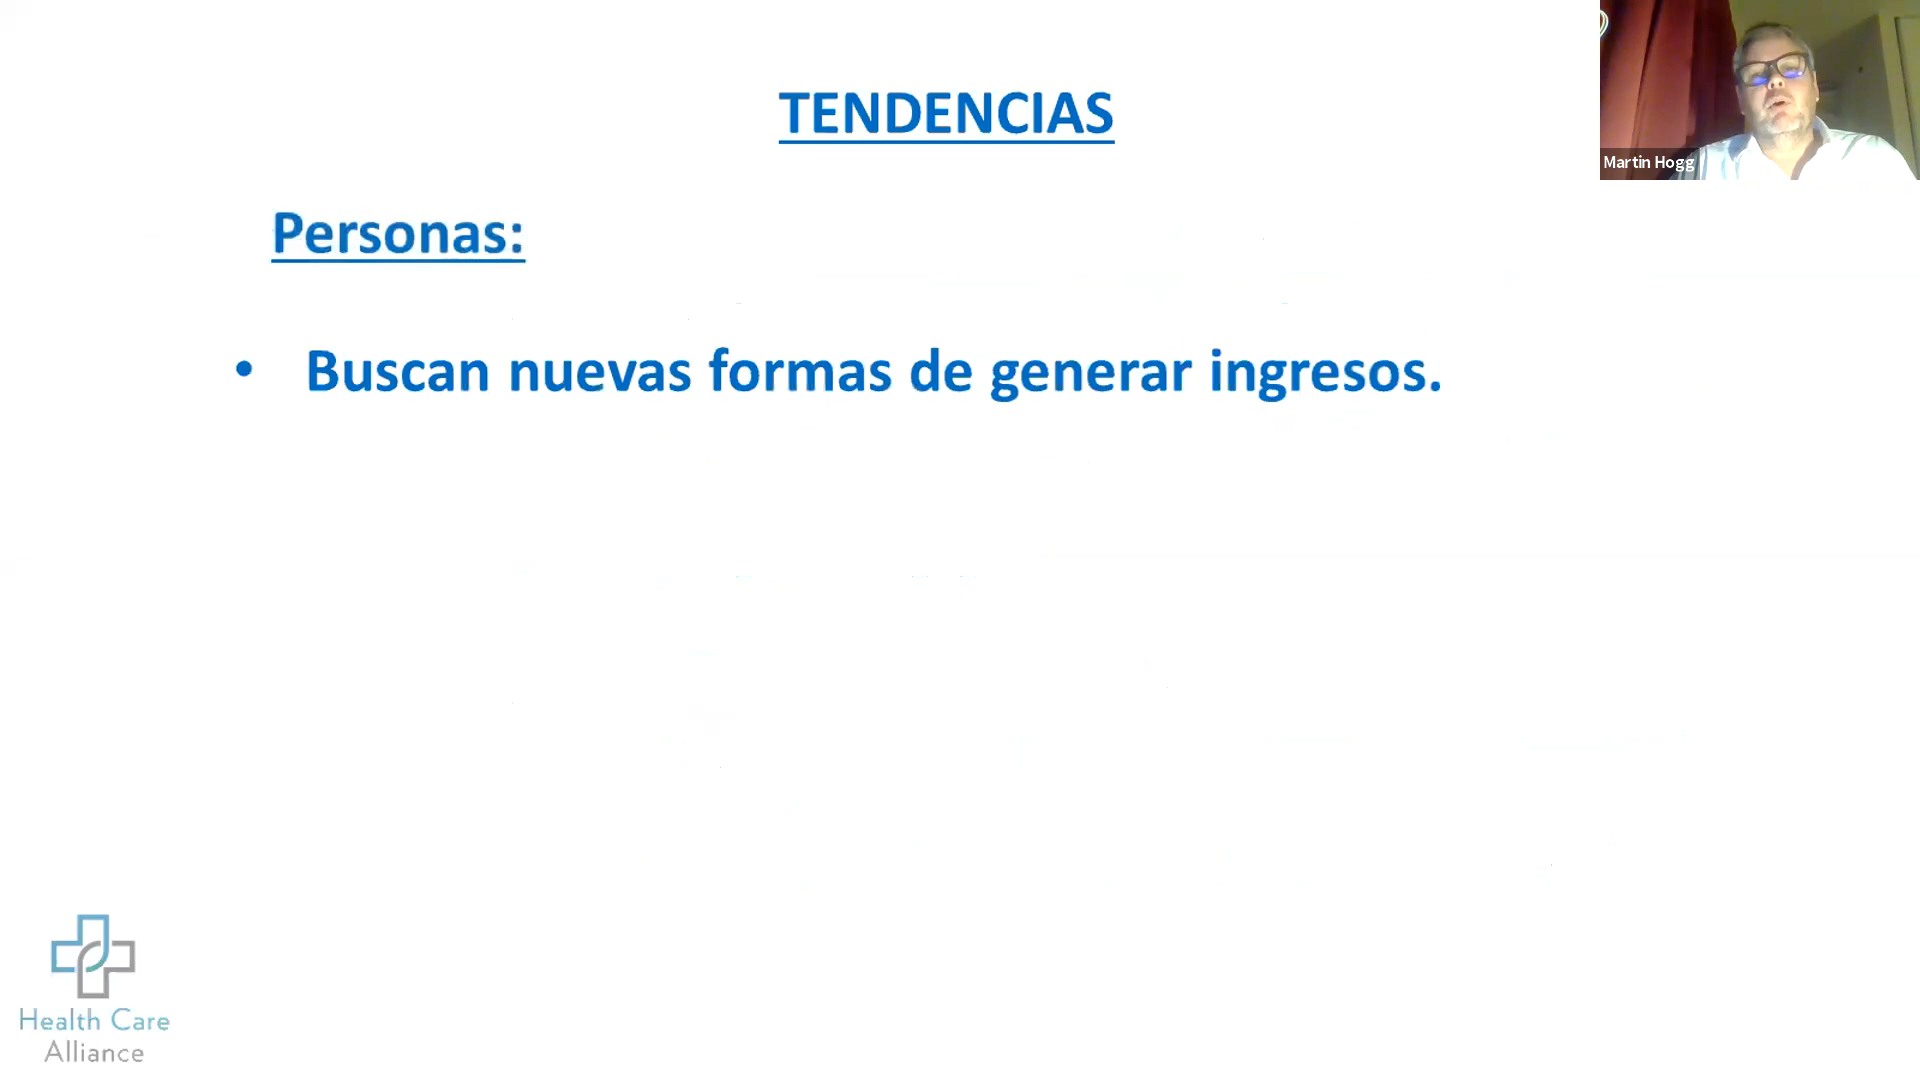 TENDENCIAS
Martin Hogg
Personas:
• Buscan nuevas formas de generar ingresos.
Health Care
Alliance